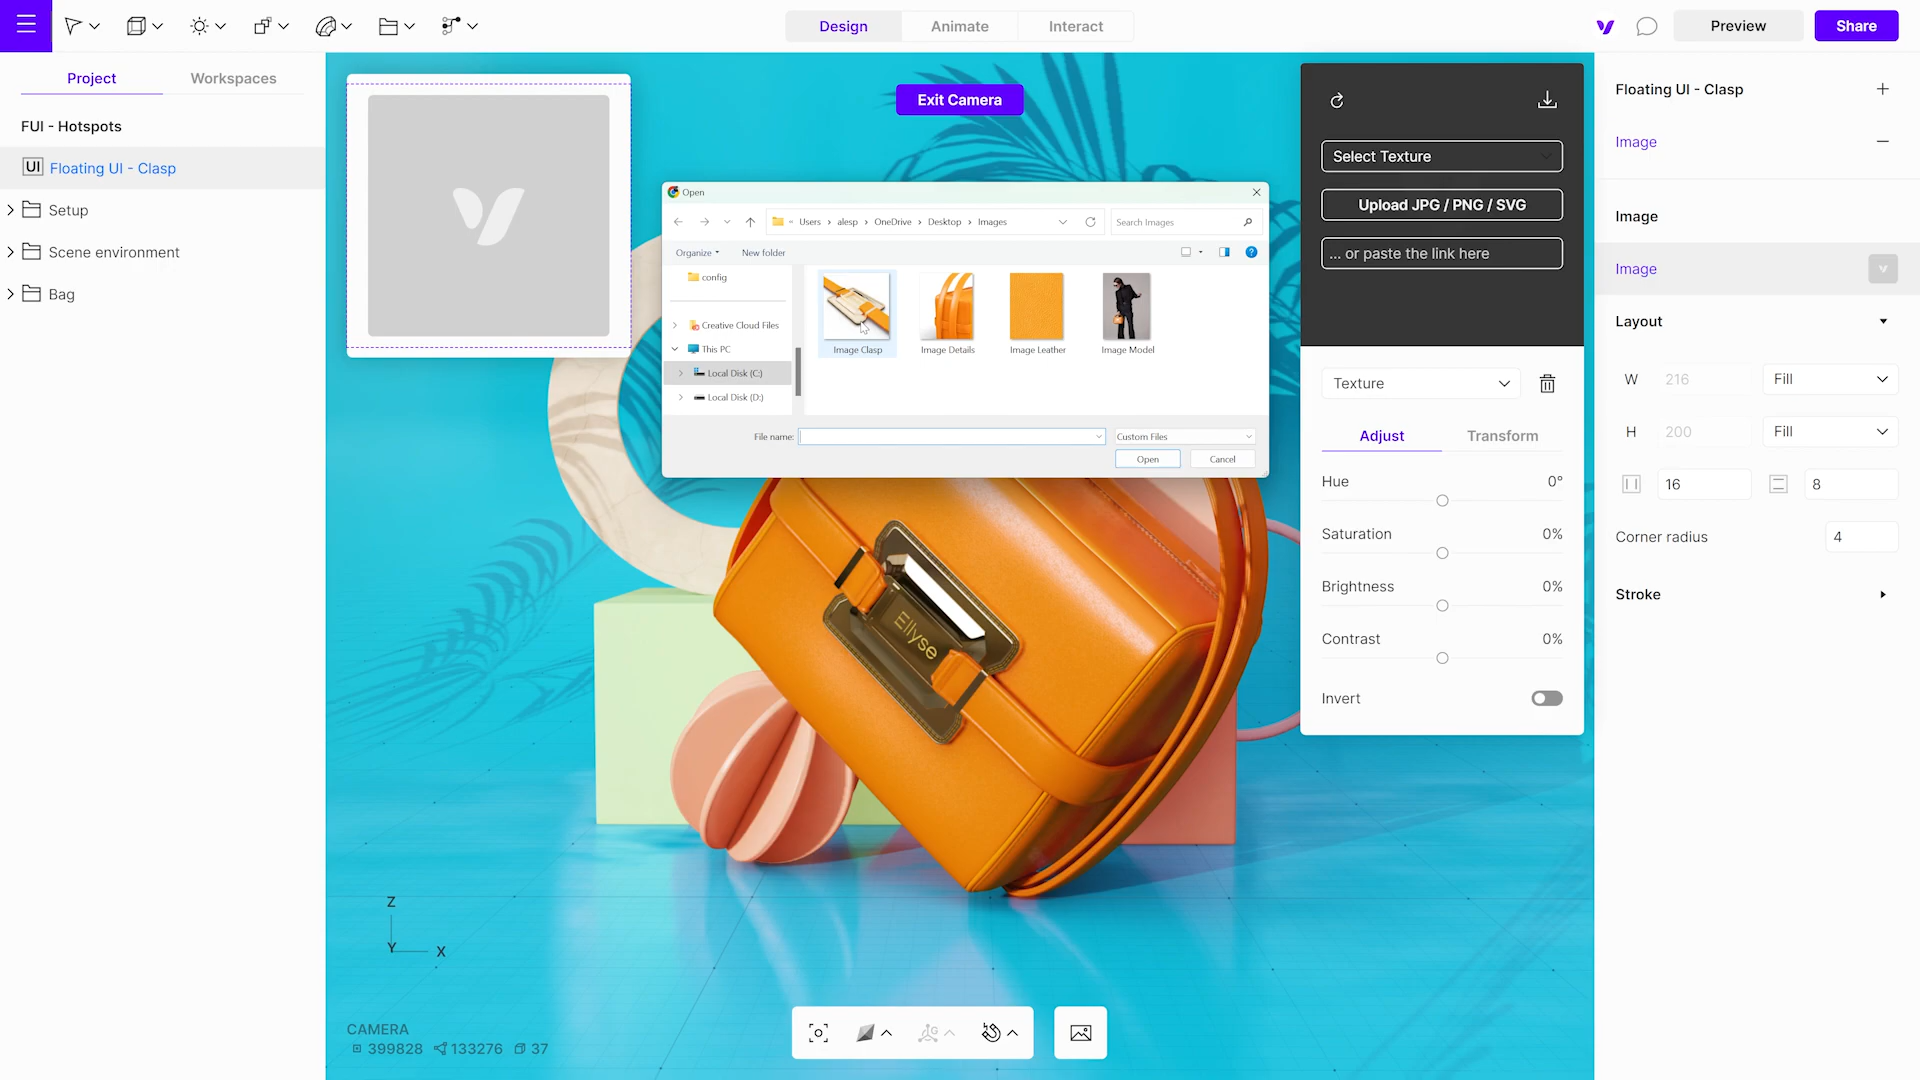 Design
Animate
Interact
Preview
Share
Project
Workspaces
FUI - Hotspots
UI Floating UI - Clasp
Setup
Scene environment
Bag
Exit Camera
Open
« Users › alesp › OneDrive › Desktop › Images
Search Images
Organize
New folder
config
Creative Cloud Files
This PC
Local Disk (C:)
Local Disk (D:)
Image Clasp
Image Details
Image Leather
Image Model
File name:
Custom Files
Open
Cancel
Ellyse
Select Texture
Upload JPG / PNG / SVG
... or paste the link here
Texture
Adjust
Transform
Hue 0°
Saturation 0%
Brightness 0%
Contrast 0%
Invert
Floating UI - Clasp
Image
Image
Image
Layout
W 216 Fill
H 200 Fill
16 8
Corner radius 4
Stroke
Z
Y
X
CAMERA
399828 133276 37